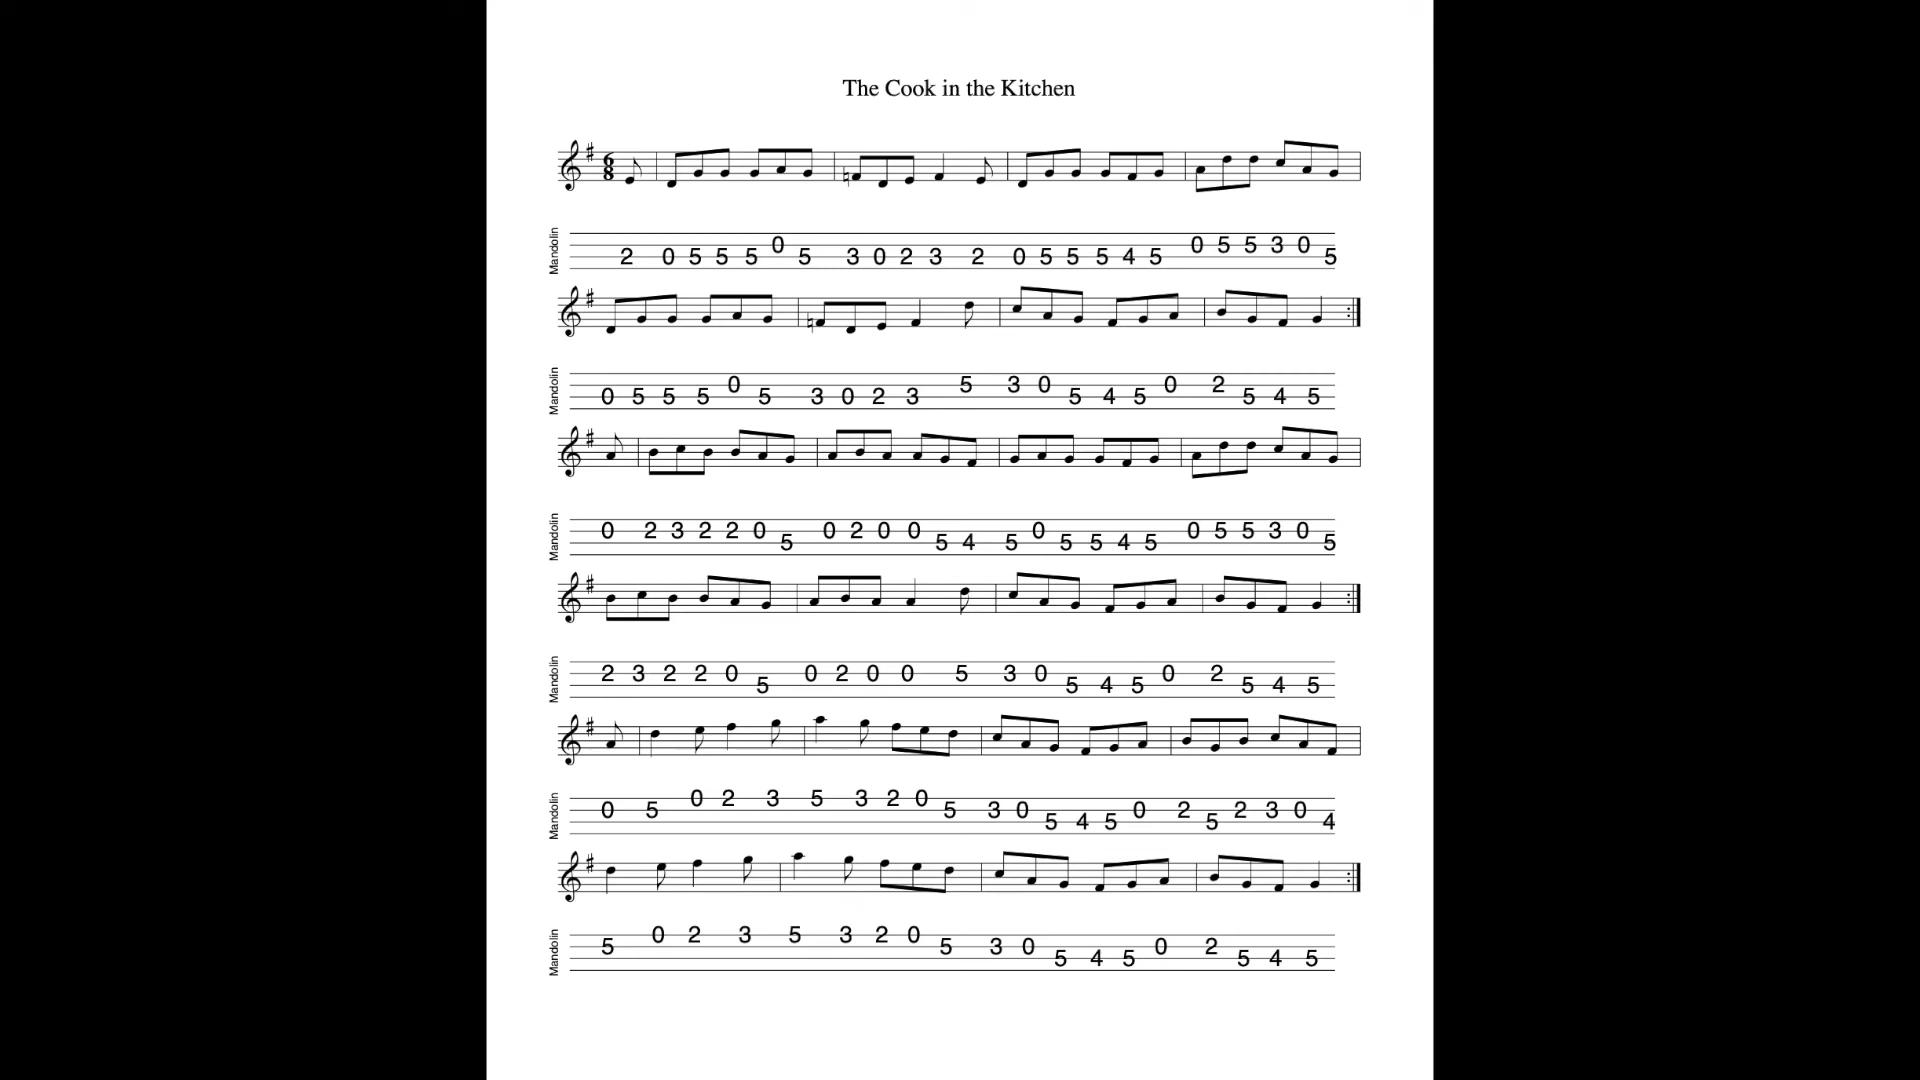 The Cook in the Kitchen
6
8
Mandolin 2 0 5 5 5 0 5 3 0 2 3 2 0 5 5 5 4 5 0 5 5 3 0 5
Mandolin 0 5 5 5 0 5 3 0 2 3 5 3 0 5 4 5 0 2 5 4 5
Mandolin 0 2 3 2 2 0 5 0 2 0 0 5 4 5 0 5 5 4 5 0 5 5 3 0 5
Mandolin 2 3 2 2 0 5 0 2 0 0 5 3 0 5 4 5 0 2 5 4 5
Mandolin 0 5 0 2 3 5 3 2 0 5 3 0 5 4 5 0 2 5 2 3 0 4
Mandolin 5 0 2 3 5 3 2 0 5 3 0 5 4 5 0 2 5 4 5